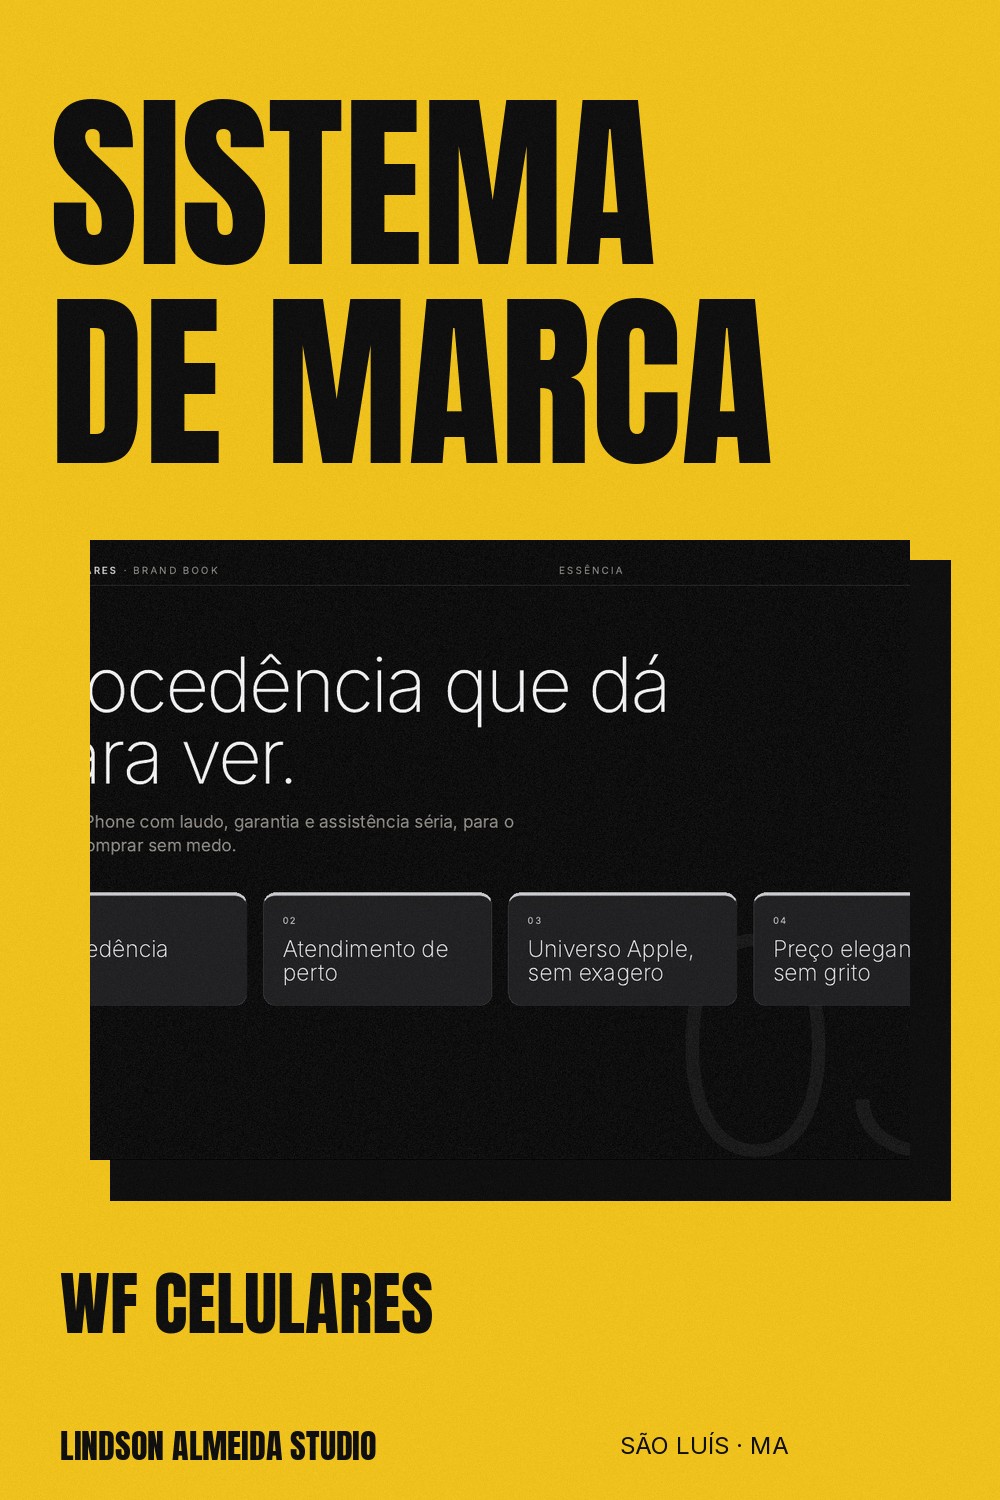 SISTEMA
DE MARCA
ARES · BRAND BOOK
ESSÊNCIA
ocedência que dá
ara ver.
Phone com laudo, garantia e assistência séria, para o
omprar sem medo.
edência
02
Atendimento de
perto
03
Universo Apple,
sem exagero
04
Preço elegan
sem grito
03
WF CELULARES
LINDSON ALMEIDA STUDIO
SÃO LUÍS · MA